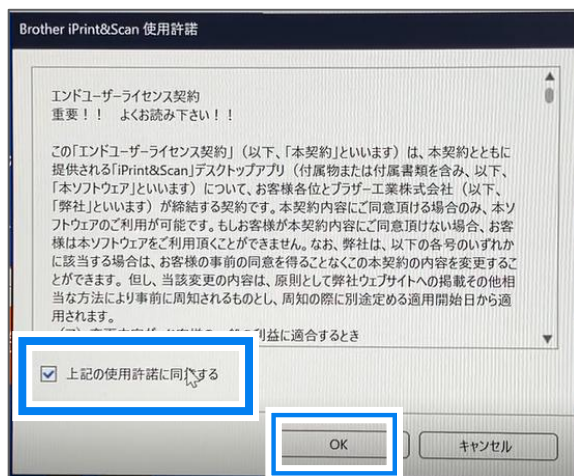 Brother iPrint&Scan 使用許諾
エンドユーザーライセンス契約
重要！！ よくお読み下さい！！
この「エンドユーザーライセンス契約」（以下、「本契約」といいます）は、本契約とともに
提供される「iPrint&Scan」デスクトップアプリ（付属物または付属書類を含み、以下、
「本ソフトウェア」といいます）について、お客様各位とブラザー工業株式会社（以下、
「弊社」といいます）が締結する契約です。本契約内容にご同意頂ける場合のみ、本ソ
フトウェアのご利用が可能です。もしお客様が本契約内容にご同意頂けない場合、お客
様は本ソフトウェアをご利用頂くことができません。なお、弊社は、以下の各号のいずれか
に該当する場合は、お客様の事前の同意を得ることなくこの本契約の内容を変更するこ
とができます。但し、当該変更の内容は、原則として弊社ウェブサイトへの掲載その他相
当な方法により事前に周知されるものとし、周知の際に別途定める適用開始日から適
用されます。
利益に適合するとき
上記の使用許諾に同意する
OK
キャンセル